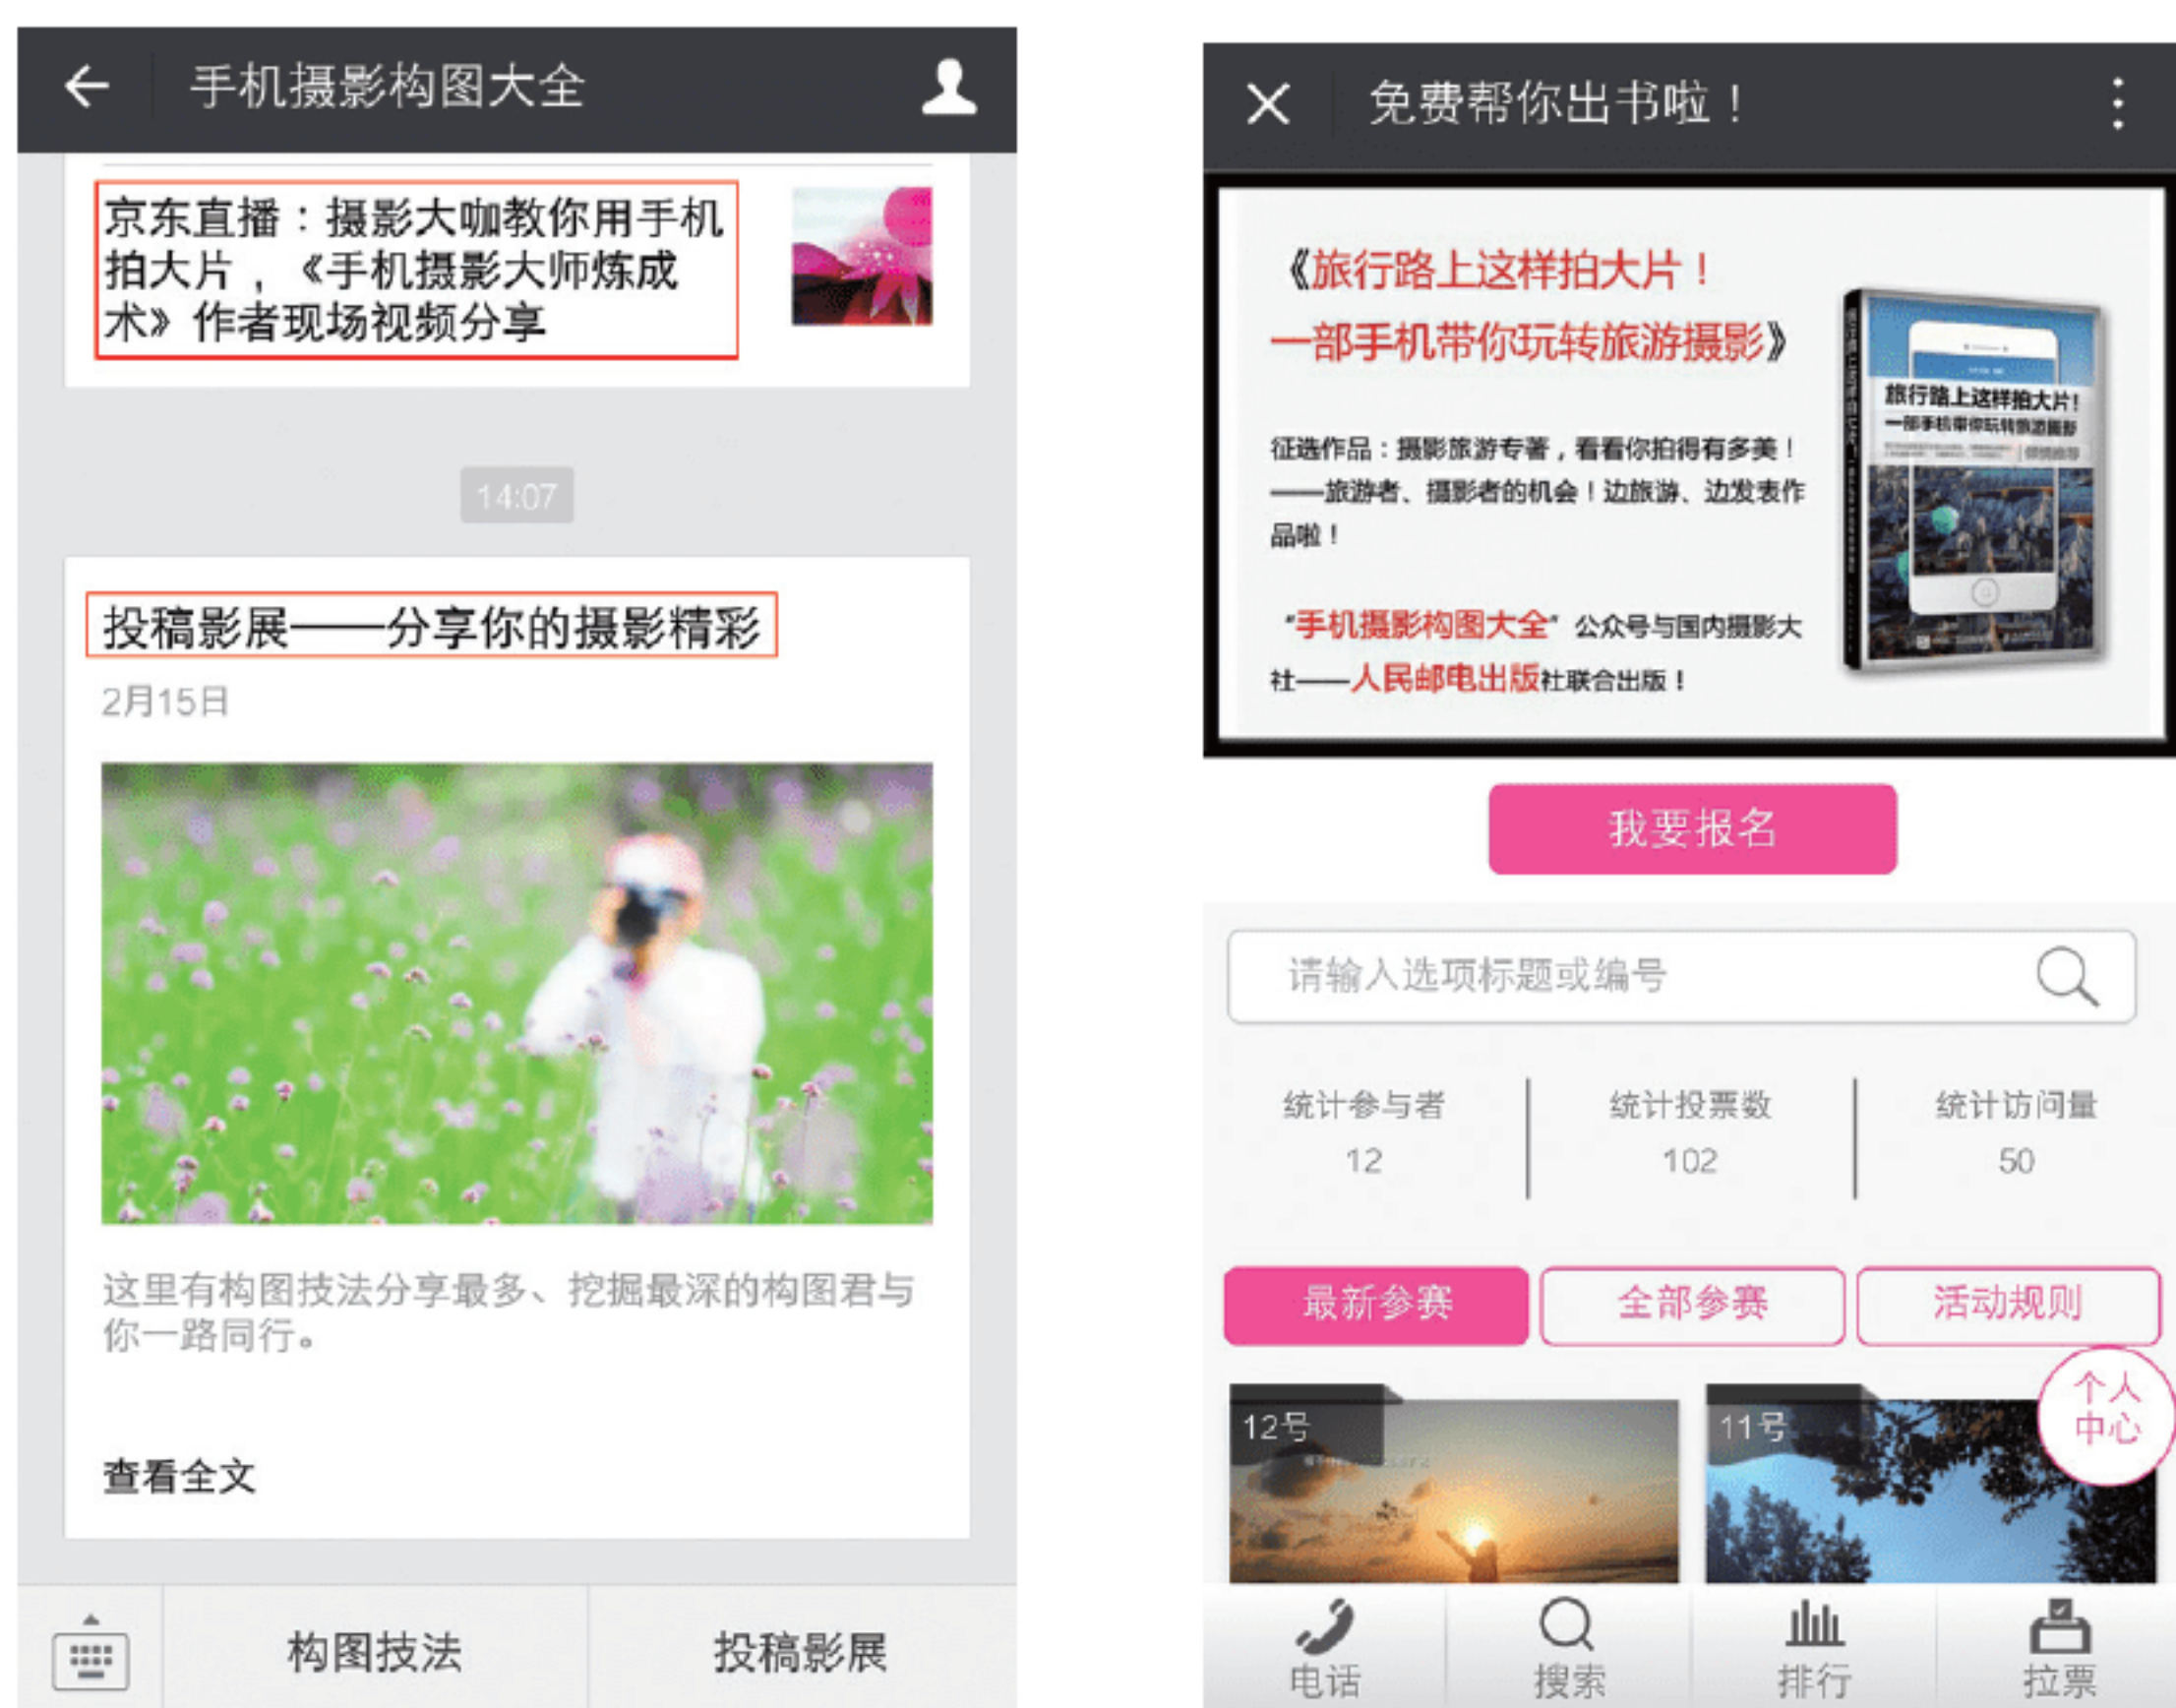 手机摄影构图大全
京东直播：摄影大咖教你用手机
拍大片，《手机摄影大师炼成
术》作者现场视频分享
14:07
投稿影展——分享你的摄影精彩
2月15日
这里有构图技法分享最多、挖掘最深的构图君与
你一路同行。
查看全文
构图技法
投稿影展
免费帮你出书啦！
《旅行路上这样拍大片！
一部手机带你玩转旅游摄影》
征选作品：摄影旅游专著，看看你拍得有多美！
——旅游者、摄影者的机会！边旅游、边发表作
品啦！
“手机摄影构图大全”公众号与国内摄影大
社——人民邮电出版社联合出版！
旅行路上这样拍大片！
一部手机带你玩转旅游摄影
我要报名
请输入选项标题或编号
统计参与者
12
统计投票数
102
统计访问量
50
最新参赛
全部参赛
活动规则
个人
中心
12号
11号
电话
搜索
排行
拉票